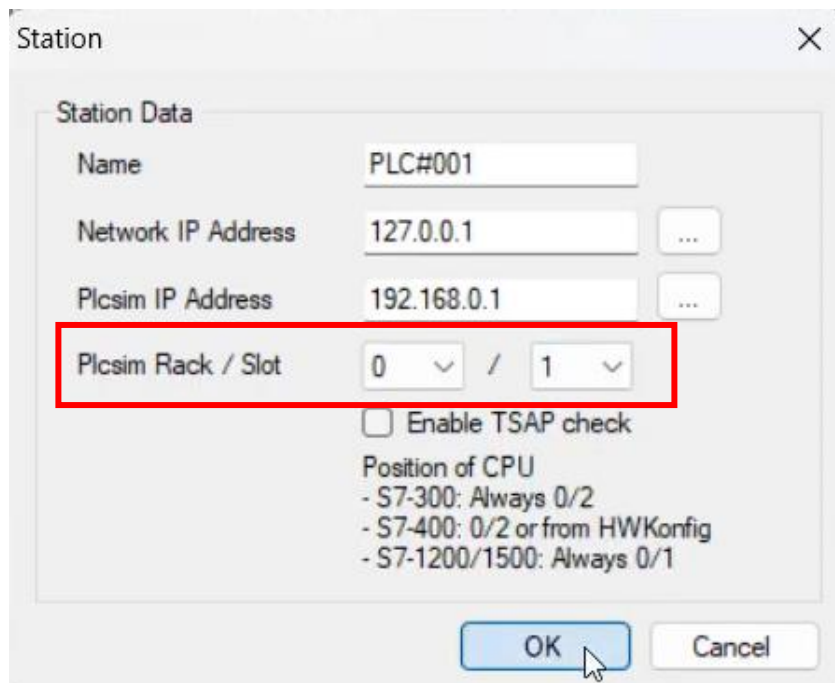 Station
Station Data
Name PLC#001
Network IP Address 127.0.0.1 ...
Plcsim IP Address 192.168.0.1 ...
Plcsim Rack / Slot 0 / 1
Enable TSAP check
Position of CPU
- S7-300: Always 0/2
- S7-400: 0/2 or from HWKonfig
- S7-1200/1500: Always 0/1
OK Cancel